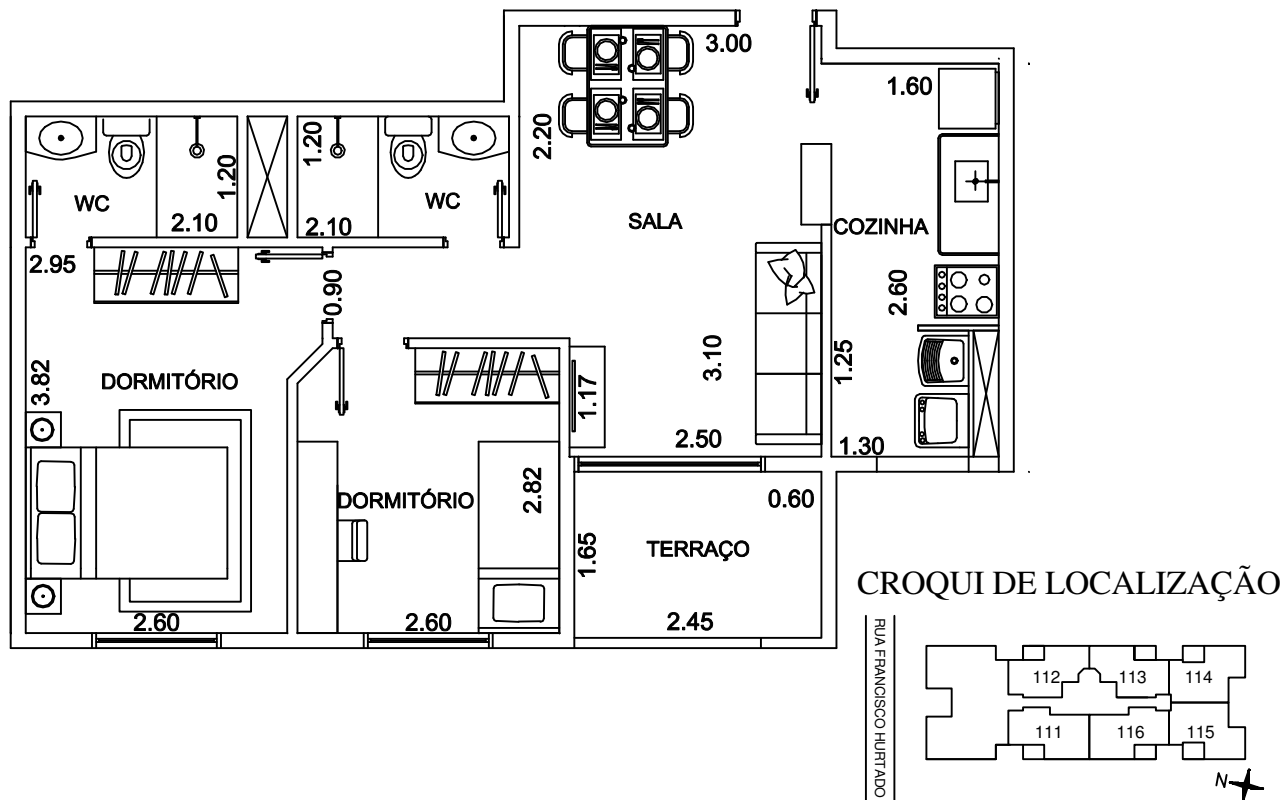 3.00
1.60
2.20
1.20
1.20
WC
2.10
2.10
WC
SALA
COZINHA
2.95
0.90
2.60
3.82
DORMITÓRIO
3.10
1.25
1.17
2.50
1.30
DORMITÓRIO
2.82
0.60
1.65
TERRAÇO
2.60
2.60
2.45
CROQUI DE LOCALIZAÇÃO
RUA FRANCISCO HURTADO
112
113
114
111
116
115
N